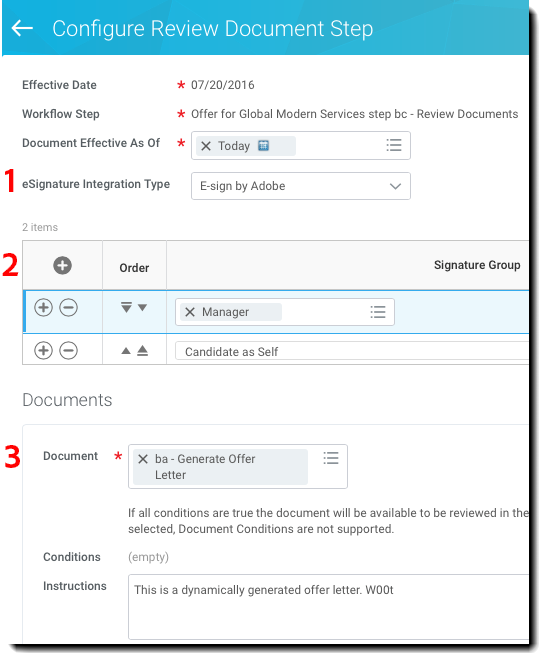 Configure Review Document Step
Effective Date * 07/20/2016
Workflow Step * Offer for Global Modern Services step bc - Review Documents
Document Effective As Of * Today
1 eSignature Integration Type E-sign by Adobe
2 items
2 Order Signature Group
Manager
Candidate as Self
Documents
3 Document * ba - Generate Offer
Letter
If all conditions are true the document will be available to be reviewed in the
selected, Document Conditions are not supported.
Conditions (empty)
Instructions This is a dynamically generated offer letter. W00t